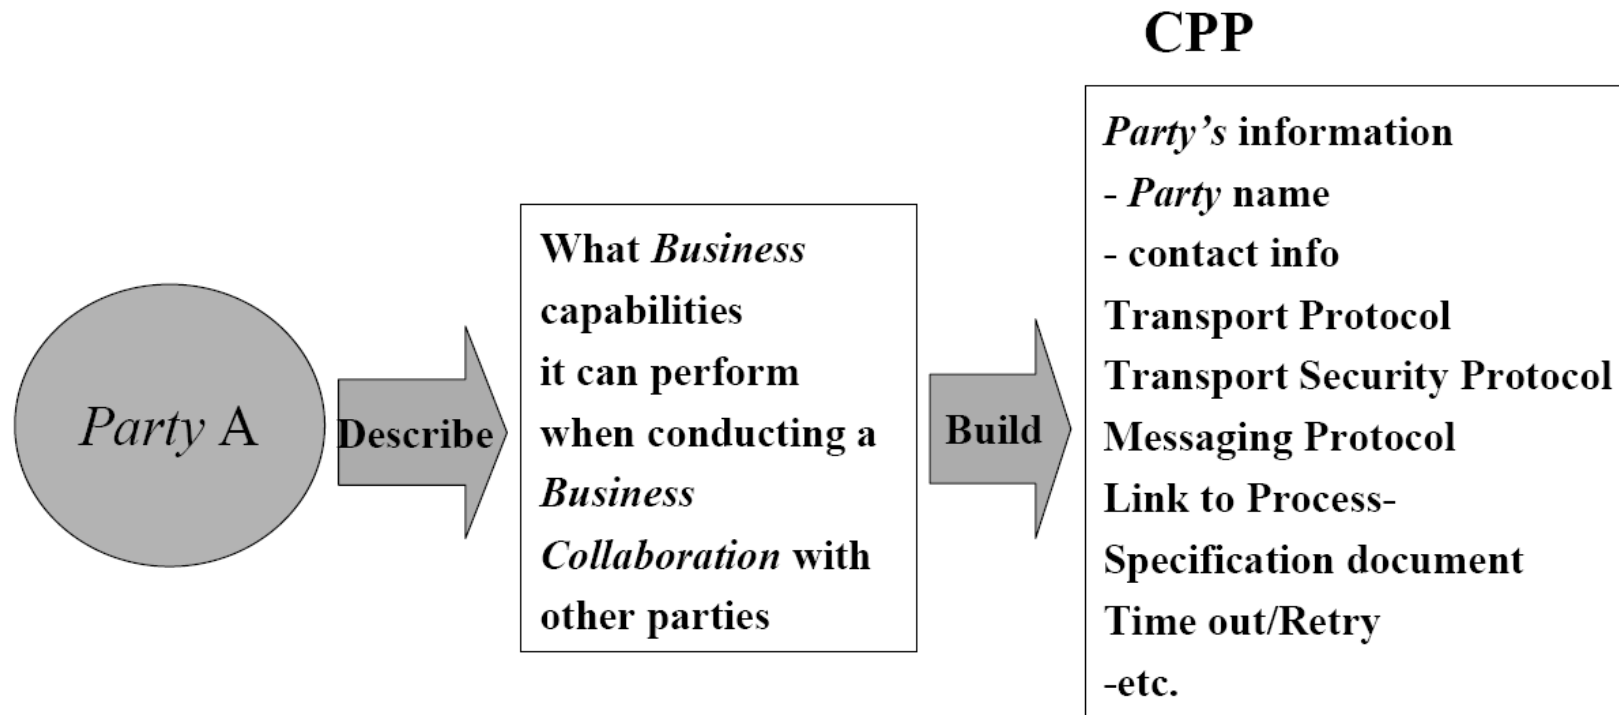 CPP
Party A
Describe
What Business
capabilities
it can perform
when conducting a
Business
Collaboration with
other parties
Build
Party’s information
- Party name
- contact info
Transport Protocol
Transport Security Protocol
Messaging Protocol
Link to Process-
Specification document
Time out/Retry
-etc.